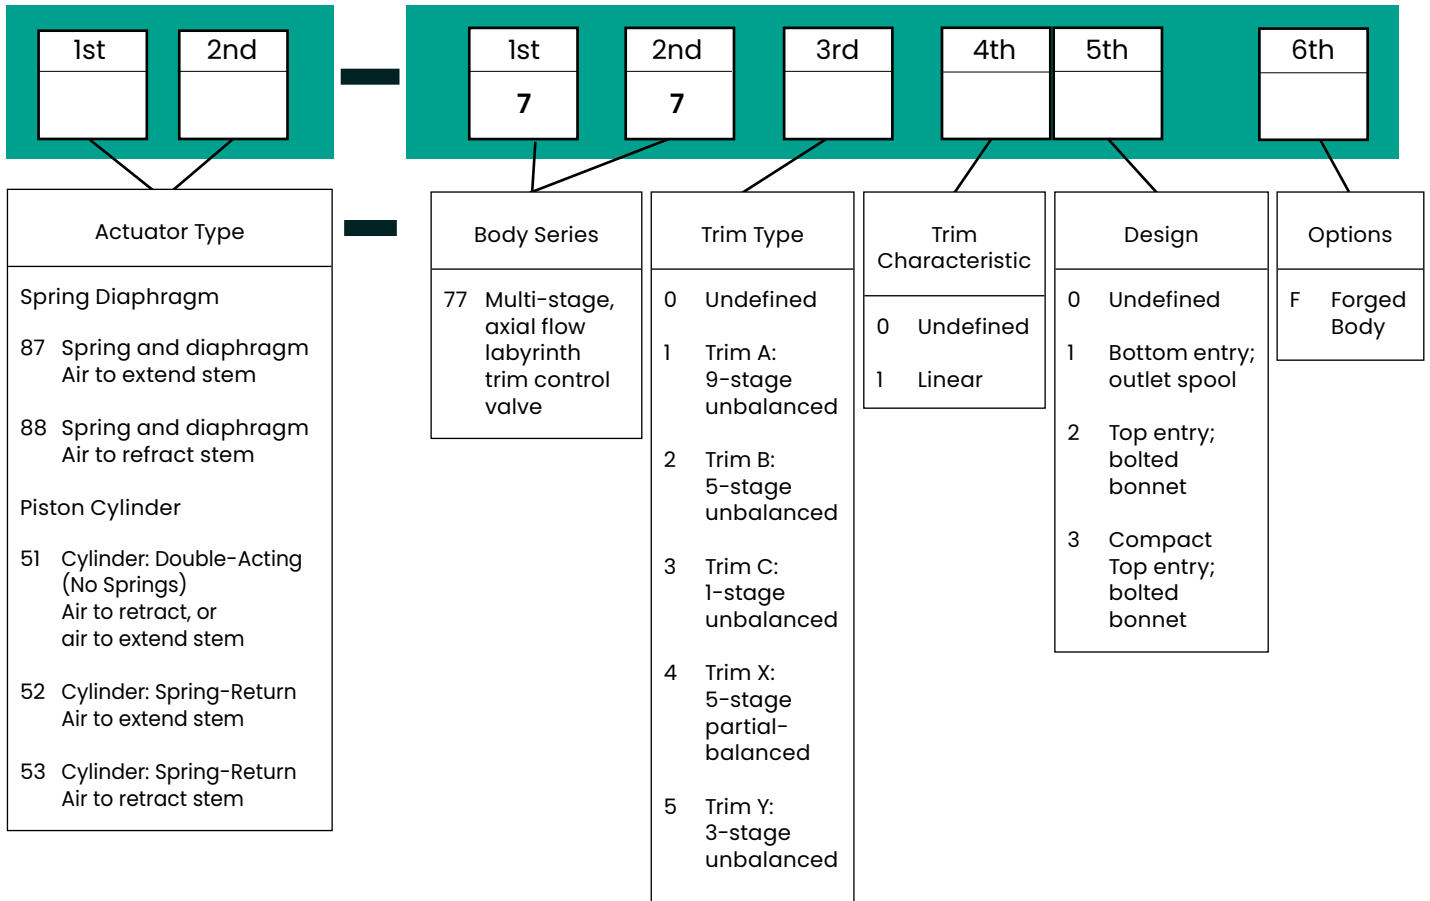 1st
2nd
1st
2nd
3rd
4th
5th
6th
7
7
Actuator Type
Spring Diaphragm
87 Spring and diaphragm
Air to extend stem
88 Spring and diaphragm
Air to refract stem
Piston Cylinder
51 Cylinder: Double-Acting
(No Springs)
Air to retract, or
air to extend stem
52 Cylinder: Spring-Return
Air to extend stem
53 Cylinder: Spring-Return
Air to retract stem
Body Series
77 Multi-stage,
axial flow
labyrinth
trim control
valve
Trim Type
0 Undefined
1 Trim A:
9-stage
unbalanced
2 Trim B:
5-stage
unbalanced
3 Trim C:
1-stage
unbalanced
4 Trim X:
5-stage
partial-
balanced
5 Trim Y:
3-stage
unbalanced
Trim
Characteristic
0 Undefined
1 Linear
Design
0 Undefined
1 Bottom entry;
outlet spool
2 Top entry;
bolted
bonnet
3 Compact
Top entry;
bolted
bonnet
Options
F Forged
Body